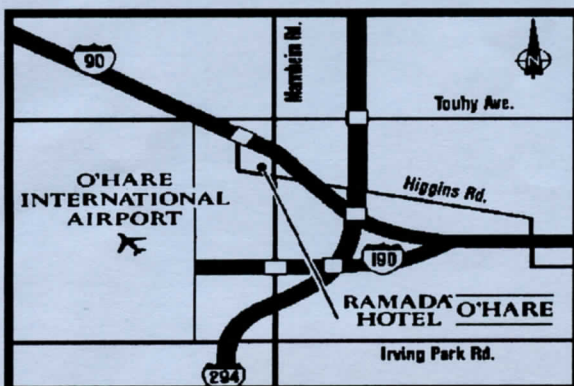 90
Mannheim Rd.
N
Touhy Ave.
O'HARE
INTERNATIONAL
AIRPORT
Higgins Rd.
190
RAMADA
HOTEL O'HARE
Irving Park Rd.
294